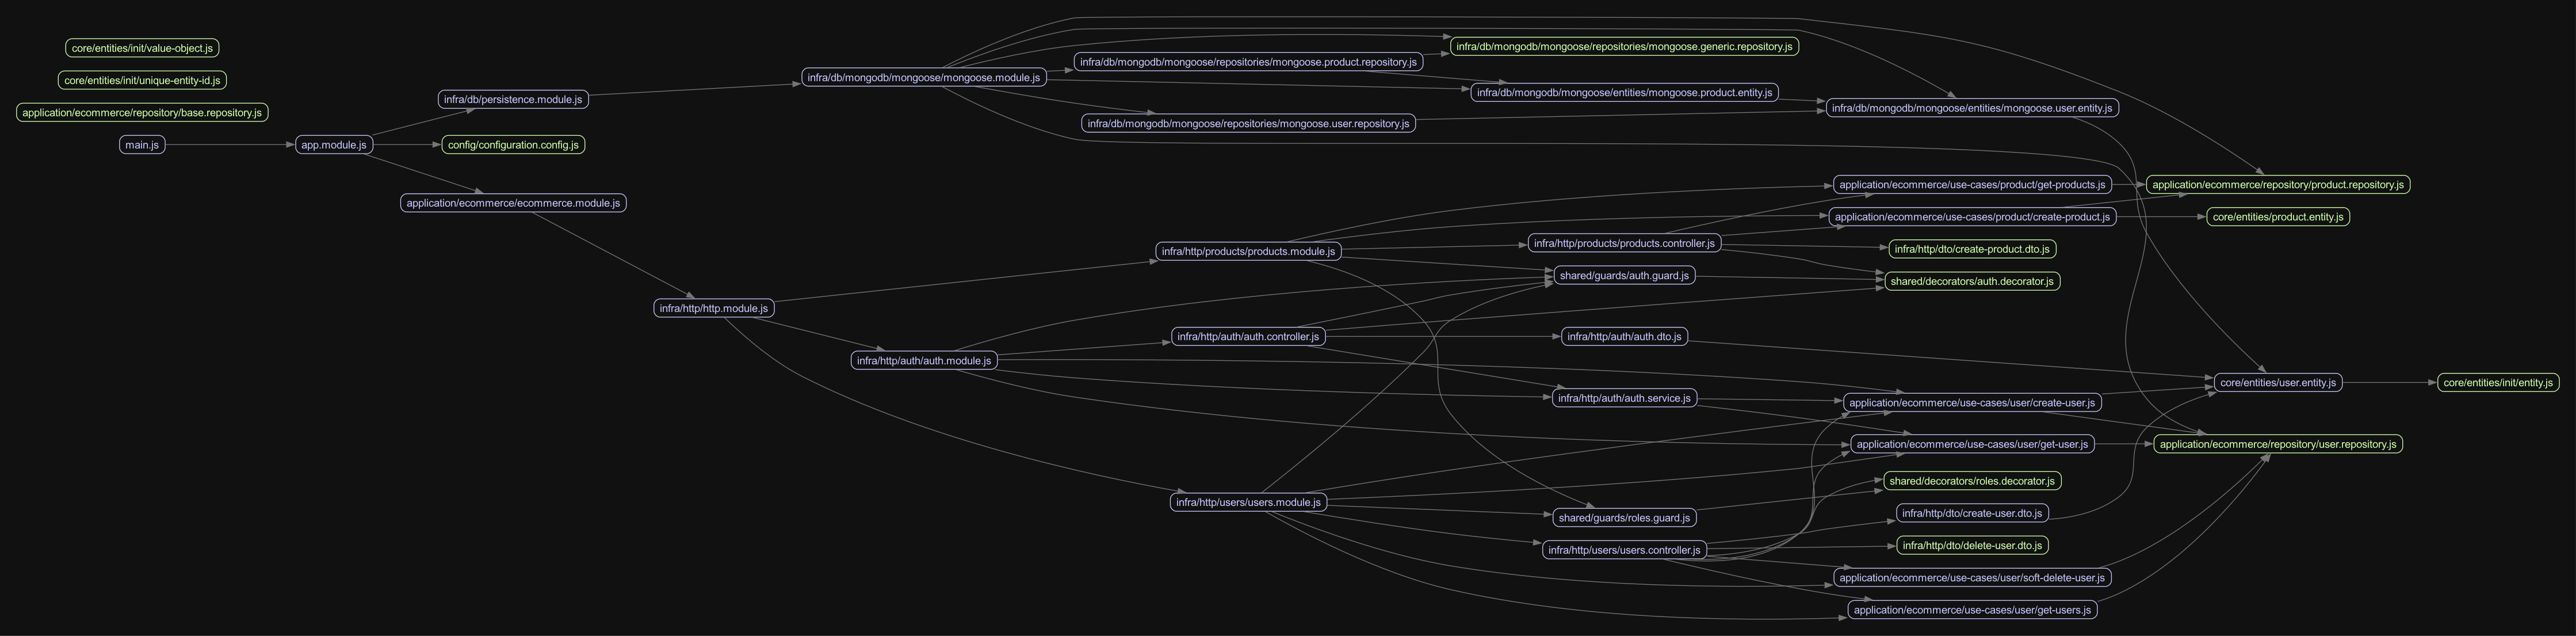 core/entities/init/value-object.js
core/entities/init/unique-entity-id.js
application/ecommerce/repository/base.repository.js
main.js
app.module.js
infra/db/persistence.module.js
config/configuration.config.js
application/ecommerce/ecommerce.module.js
infra/http/http.module.js
infra/db/mongodb/mongoose/mongoose.module.js
infra/http/auth/auth.module.js
infra/db/mongodb/mongoose/repositories/mongoose.product.repository.js
infra/db/mongodb/mongoose/repositories/mongoose.user.repository.js
infra/http/products/products.module.js
infra/http/auth/auth.controller.js
infra/http/users/users.module.js
infra/db/mongodb/mongoose/repositories/mongoose.generic.repository.js
infra/db/mongodb/mongoose/entities/mongoose.product.entity.js
infra/http/products/products.controller.js
shared/guards/auth.guard.js
infra/http/auth/auth.dto.js
infra/http/auth/auth.service.js
shared/guards/roles.guard.js
infra/http/users/users.controller.js
infra/db/mongodb/mongoose/entities/mongoose.user.entity.js
application/ecommerce/use-cases/product/get-products.js
application/ecommerce/use-cases/product/create-product.js
infra/http/dto/create-product.dto.js
shared/decorators/auth.decorator.js
application/ecommerce/use-cases/user/create-user.js
application/ecommerce/use-cases/user/get-user.js
shared/decorators/roles.decorator.js
infra/http/dto/create-user.dto.js
infra/http/dto/delete-user.dto.js
application/ecommerce/use-cases/user/soft-delete-user.js
application/ecommerce/use-cases/user/get-users.js
application/ecommerce/repository/product.repository.js
core/entities/product.entity.js
core/entities/user.entity.js
application/ecommerce/repository/user.repository.js
core/entities/init/entity.js